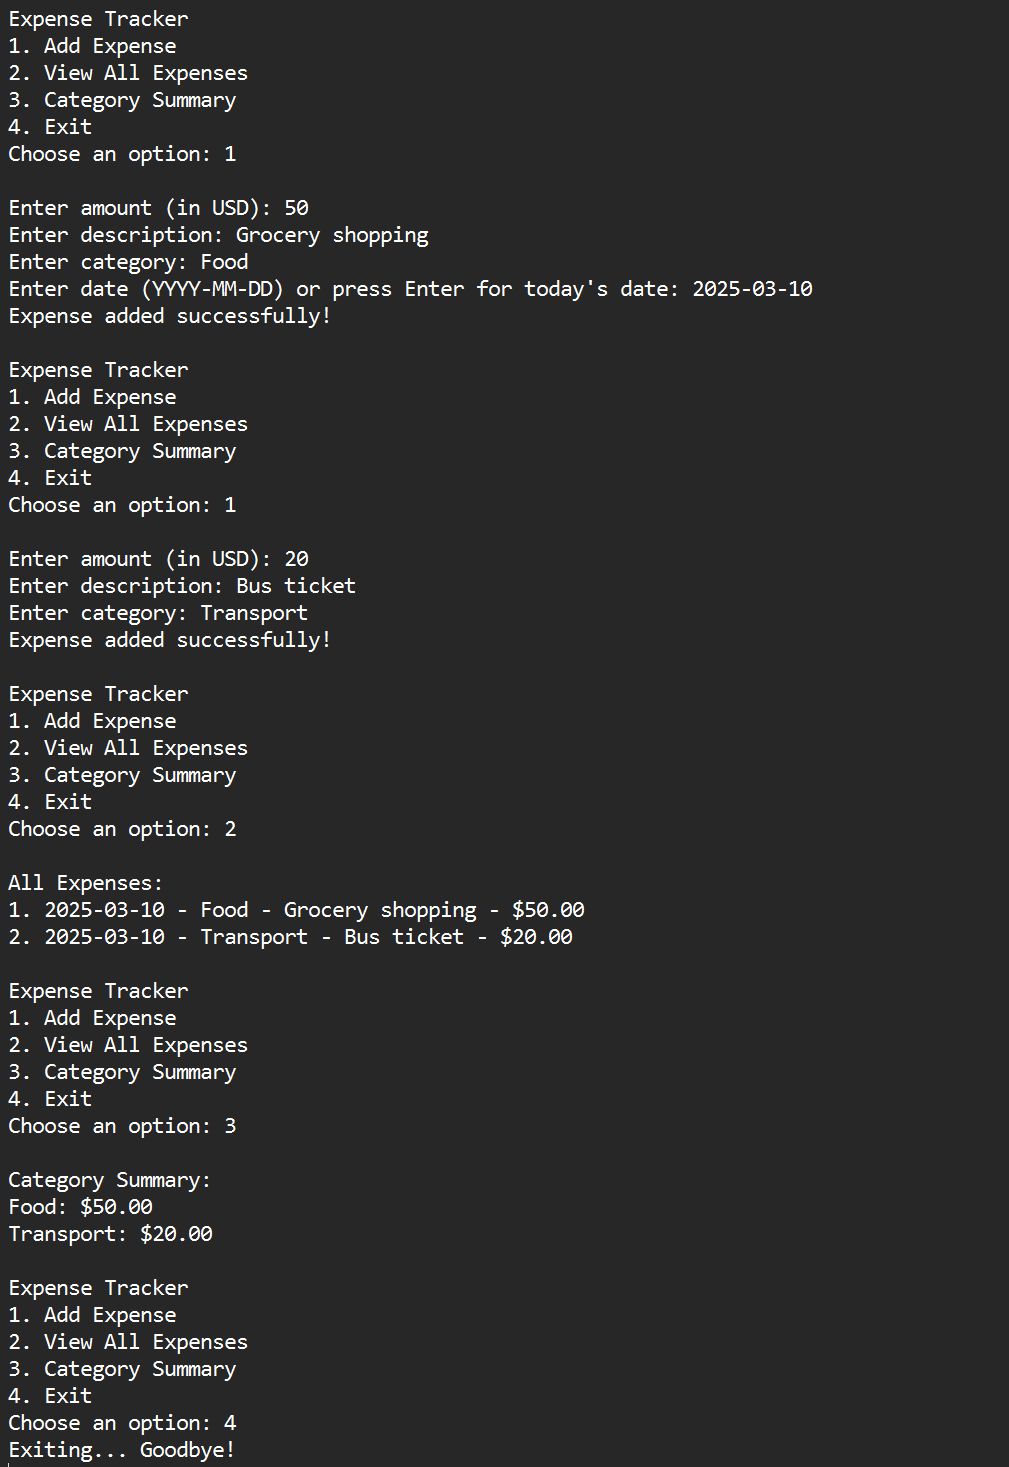 Expense Tracker
1. Add Expense
2. View All Expenses
3. Category Summary
4. Exit
Choose an option: 1
Enter amount (in USD): 50
Enter description: Grocery shopping
Enter category: Food
Enter date (YYYY-MM-DD) or press Enter for today's date: 2025-03-10
Expense added successfully!
Expense Tracker
1. Add Expense
2. View All Expenses
3. Category Summary
4. Exit
Choose an option: 1
Enter amount (in USD): 20
Enter description: Bus ticket
Enter category: Transport
Expense added successfully!
Expense Tracker
1. Add Expense
2. View All Expenses
3. Category Summary
4. Exit
Choose an option: 2
All Expenses:
1. 2025-03-10 - Food - Grocery shopping - $50.00
2. 2025-03-10 - Transport - Bus ticket - $20.00
Expense Tracker
1. Add Expense
2. View All Expenses
3. Category Summary
4. Exit
Choose an option: 3
Category Summary:
Food: $50.00
Transport: $20.00
Expense Tracker
1. Add Expense
2. View All Expenses
3. Category Summary
4. Exit
Choose an option: 4
Exiting... Goodbye!